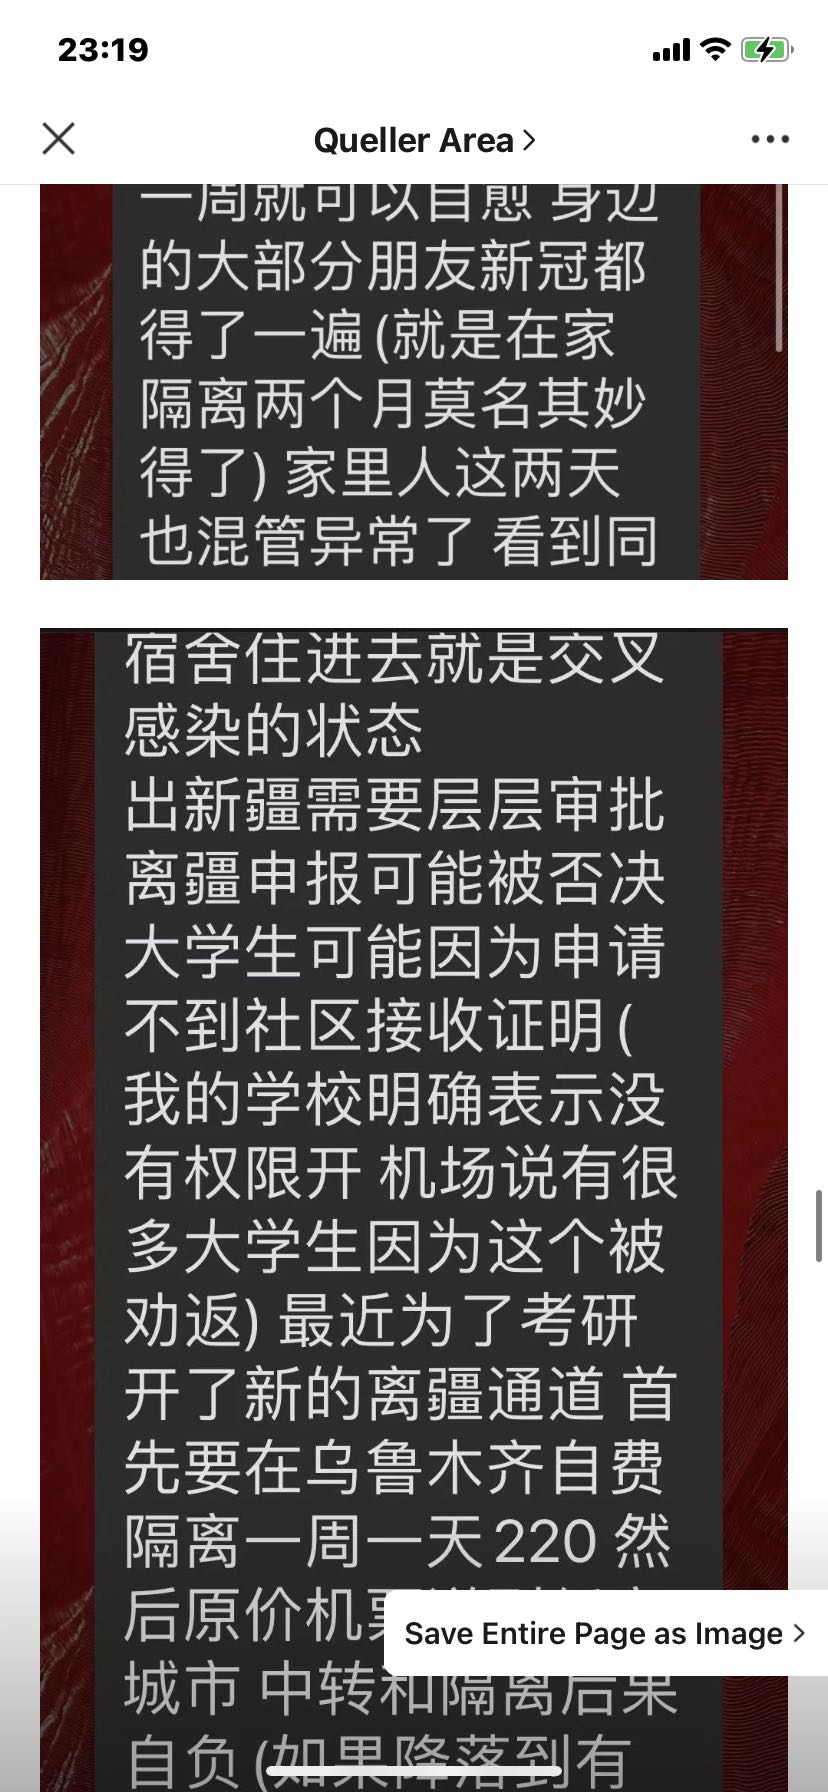 23:19
Queller Area
一周就可以自愈 身边
的大部分朋友新冠都
得了一遍(就是在家
隔离两个月莫名其妙
得了) 家里人这两天
也混管异常了 看到同
宿舍住进去就是交叉
感染的状态
出新疆需要层层审批
离疆申报可能被否决
大学生可能因为申请
不到社区接收证明(
我的学校明确表示没
有权限开 机场说有很
多大学生因为这个被
劝返) 最近为了考研
开了新的离疆通道 首
先要在乌鲁木齐自费
隔离一周一天220 然
后原价机票
Save Entire Page as Image
城市 中转和隔离后果
自负(如果降落到有